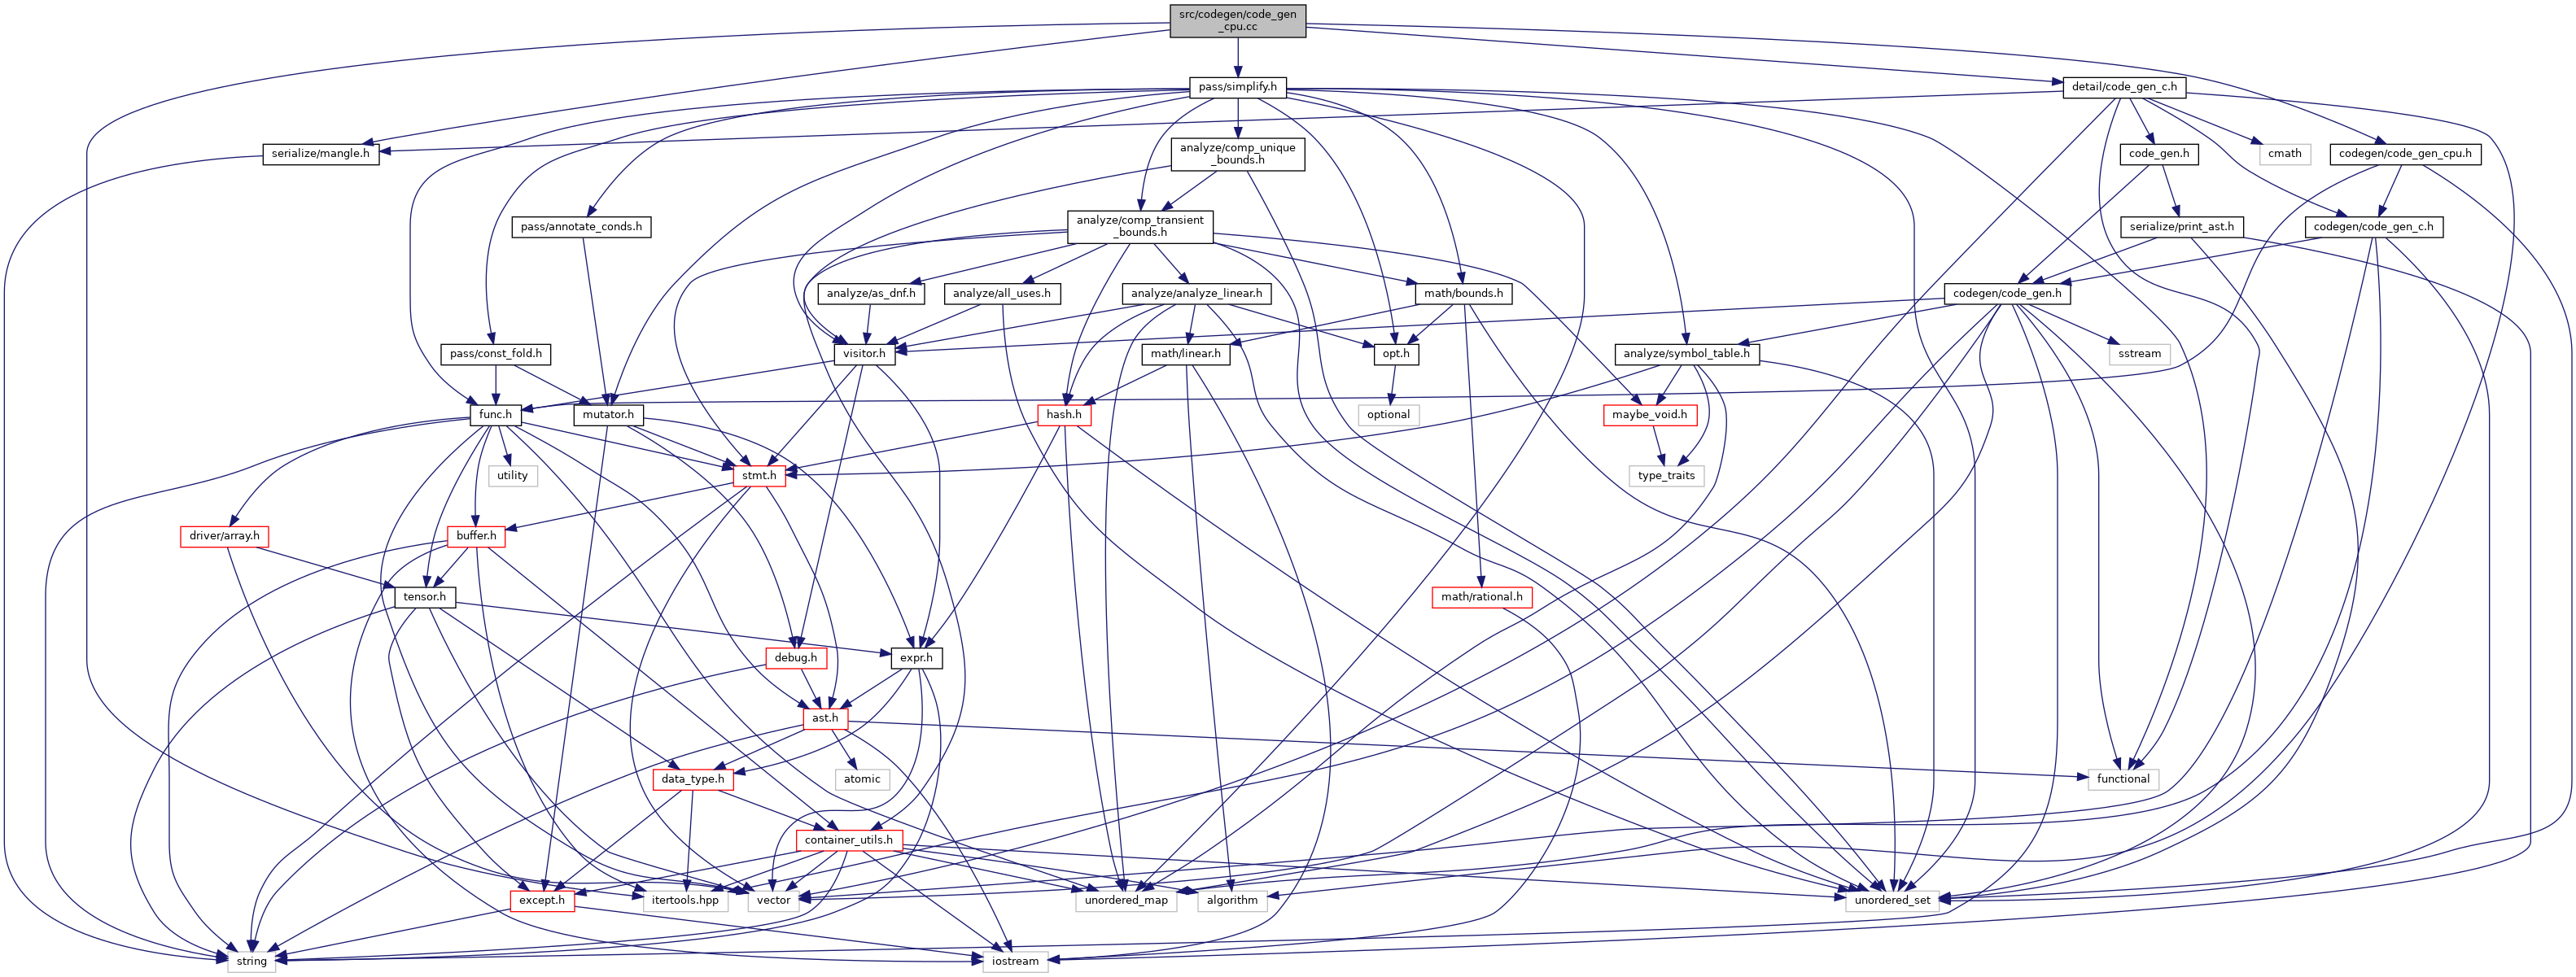 src/codegen/code_gen
_cpu.cc
pass/simplify.h
detail/code_gen_c.h
serialize/mangle.h
analyze/comp_unique
_bounds.h
code_gen.h
cmath
codegen/code_gen_cpu.h
pass/annotate_conds.h
analyze/comp_transient
_bounds.h
serialize/print_ast.h
codegen/code_gen_c.h
analyze/as_dnf.h
analyze/all_uses.h
analyze/analyze_linear.h
math/bounds.h
codegen/code_gen.h
pass/const_fold.h
visitor.h
math/linear.h
opt.h
analyze/symbol_table.h
sstream
func.h
mutator.h
hash.h
optional
maybe_void.h
utility
stmt.h
type_traits
driver/array.h
buffer.h
tensor.h
math/rational.h
debug.h
expr.h
ast.h
data_type.h
atomic
functional
container_utils.h
except.h
itertools.hpp
vector
unordered_map
algorithm
unordered_set
string
iostream